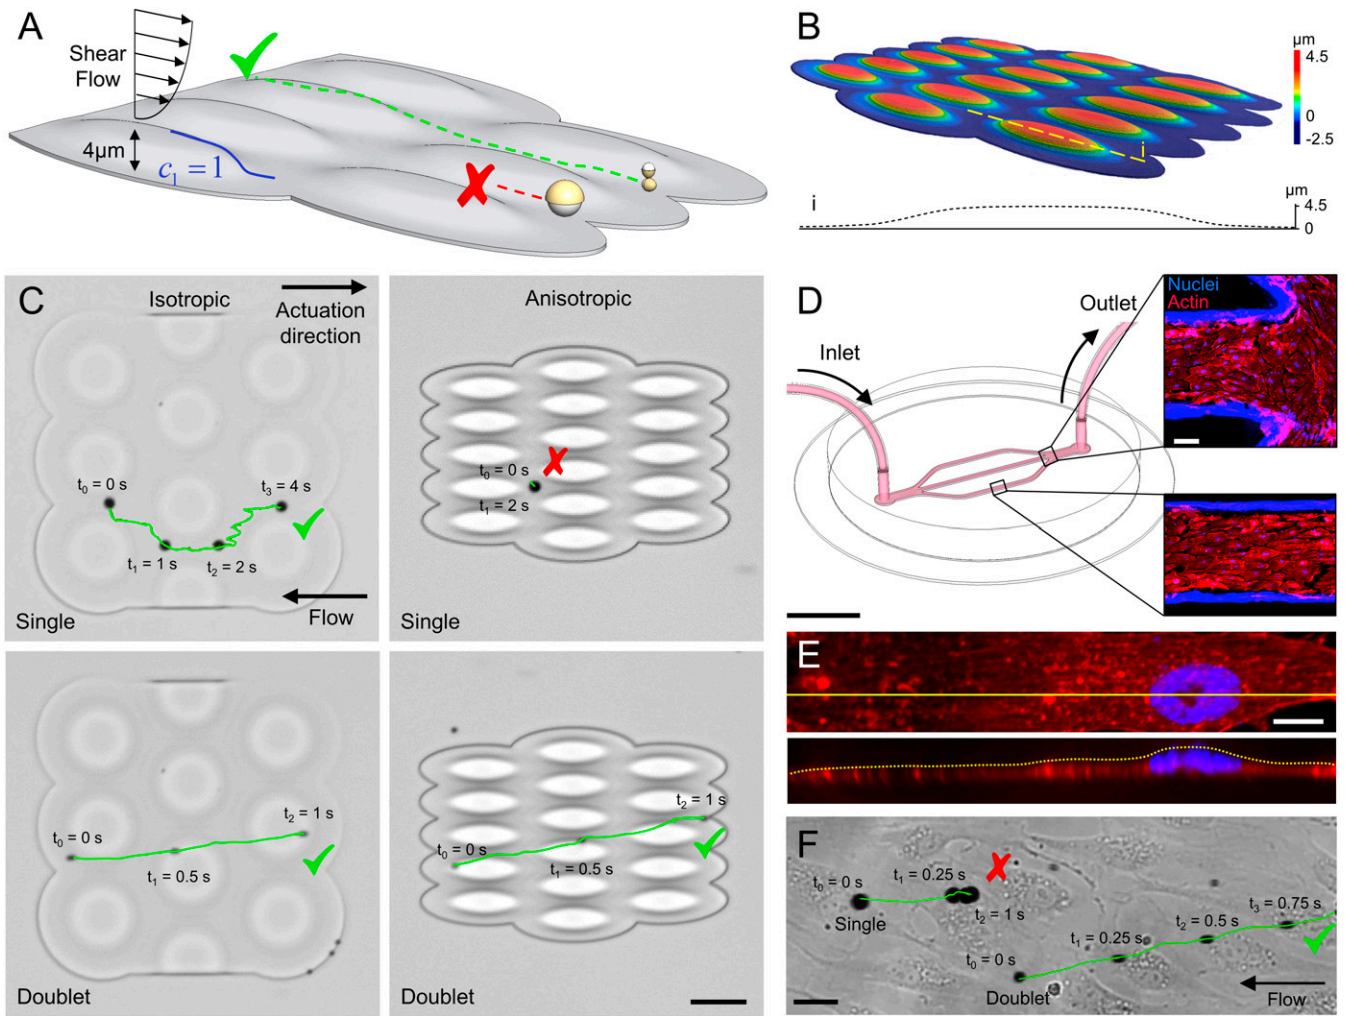 A
Shear
Flow
4µm
c₁ = 1
B
µm
4.5
0
-2.5
i
µm
4.5
0
C
Isotropic
Actuation
direction
t₀ = 0 s
t₃ = 4 s
t₁ = 1 s
t₂ = 2 s
Flow
Single
Anisotropic
t₀ = 0 s
t₁ = 2 s
Single
t₂ = 1 s
t₀ = 0 s
t₁ = 0.5 s
Doublet
t₂ = 1 s
t₀ = 0 s
t₁ = 0.5 s
Doublet
D
Inlet
Outlet
Nuclei
Actin
E
F
t₀ = 0 s
t₁ = 0.25 s
t₂ = 1 s
Single
t₃ = 0.75 s
t₂ = 0.5 s
t₁ = 0.25 s
t₀ = 0 s
Doublet
Flow